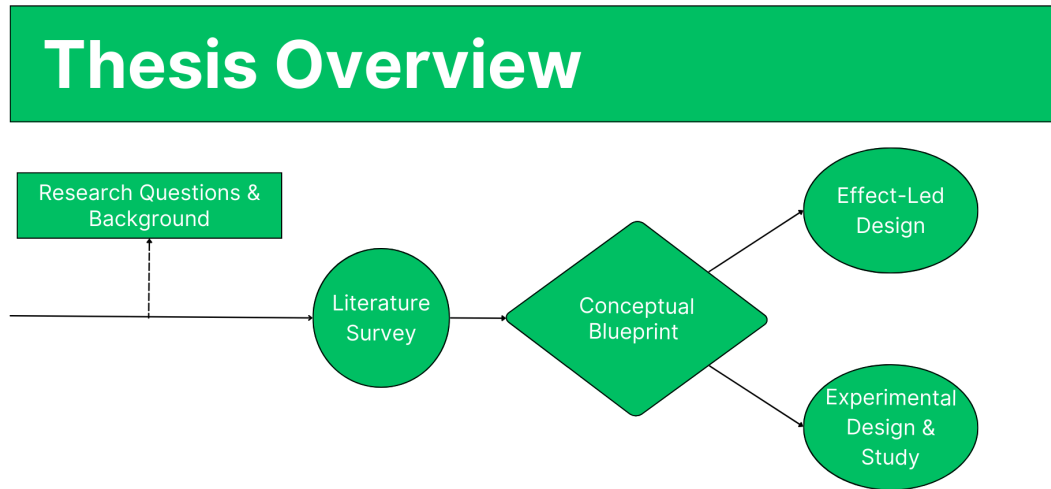 Thesis Overview
Research Questions &
Background
Literature
Survey
Conceptual
Blueprint
Effect-Led
Design
Experimental
Design &
Study